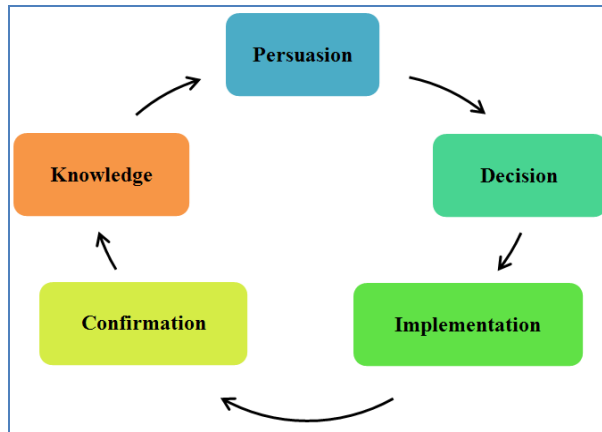 Persuasion
Knowledge
Decision
Confirmation
Implementation